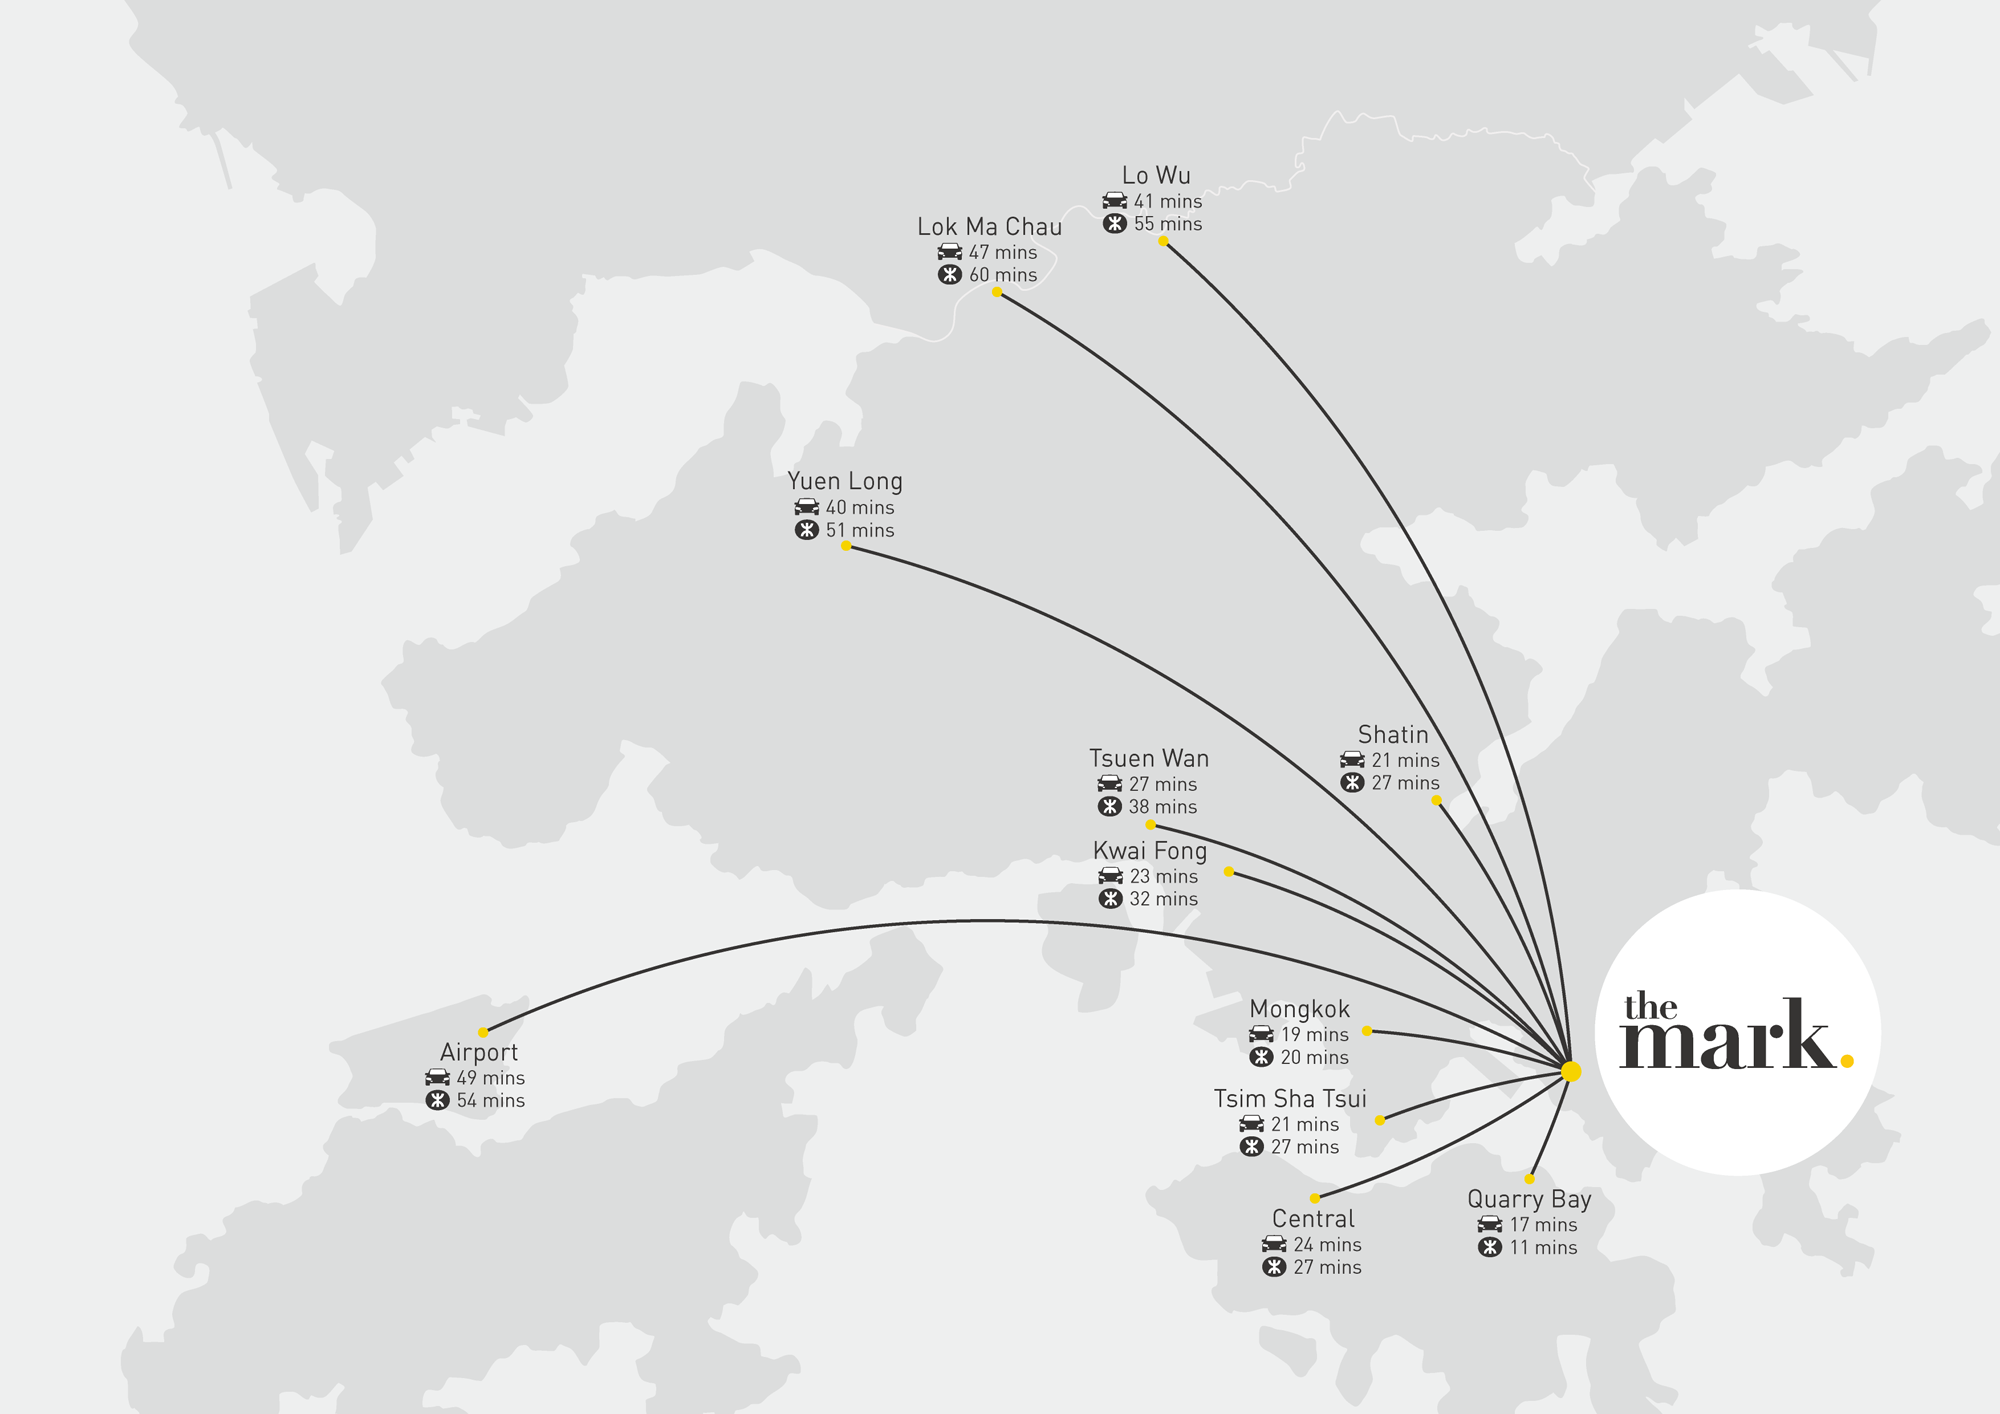 Lo Wu
41 mins
55 mins
Lok Ma Chau
47 mins
60 mins
Yuen Long
40 mins
51 mins
Shatin
21 mins
27 mins
Tsuen Wan
27 mins
38 mins
Kwai Fong
23 mins
32 mins
the
mark.
Mongkok
19 mins
20 mins
Airport
49 mins
54 mins
Tsim Sha Tsui
21 mins
27 mins
Quarry Bay
17 mins
11 mins
Central
24 mins
27 mins